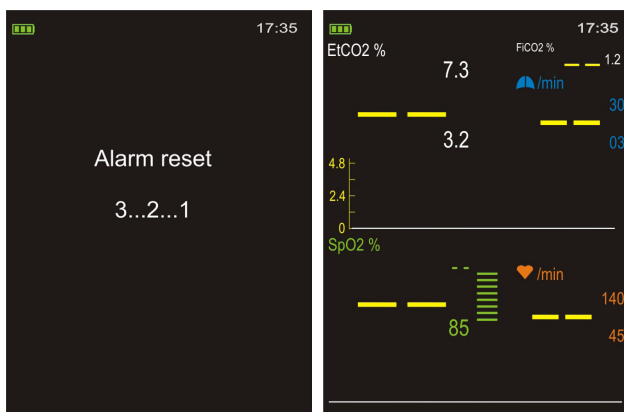 17:35
Alarm reset
3...2...1
17:35
EtCO2 %
FiCO2 %
1.2
7.3
/min
30
3.2
03
4.8
2.4
0
SpO2 %
-- 
/min
140
85
45